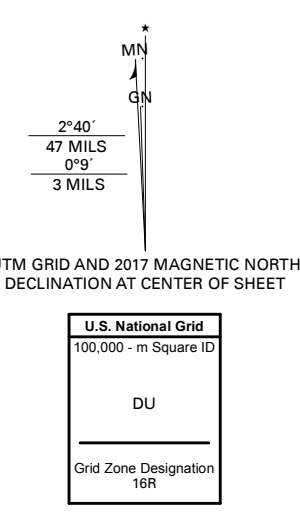 ★
MN
GN
2°40´
47 MILS
0°9´
3 MILS
UTM GRID AND 2017 MAGNETIC NORTH
DECLINATION AT CENTER OF SHEET
U.S. National Grid
100,000 - m Square ID
DU
Grid Zone Designation
16R